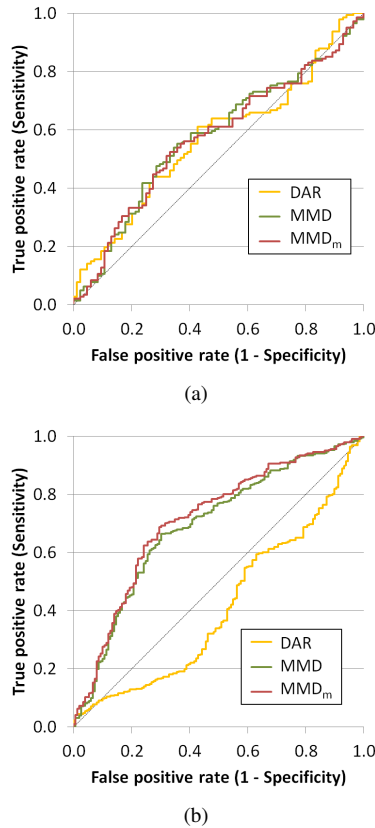 1.0
0.8
0.6
0.4
0.2
0.0
True positive rate (Sensitivity)
DAR
MMD
MMDm
0.0 0.2 0.4 0.6 0.8 1.0
False positive rate (1 - Specificity)
(a)
1.0
0.8
0.6
0.4
0.2
0.0
True positive rate (Sensitivity)
DAR
MMD
MMDm
0.0 0.2 0.4 0.6 0.8 1.0
False positive rate (1 - Specificity)
(b)